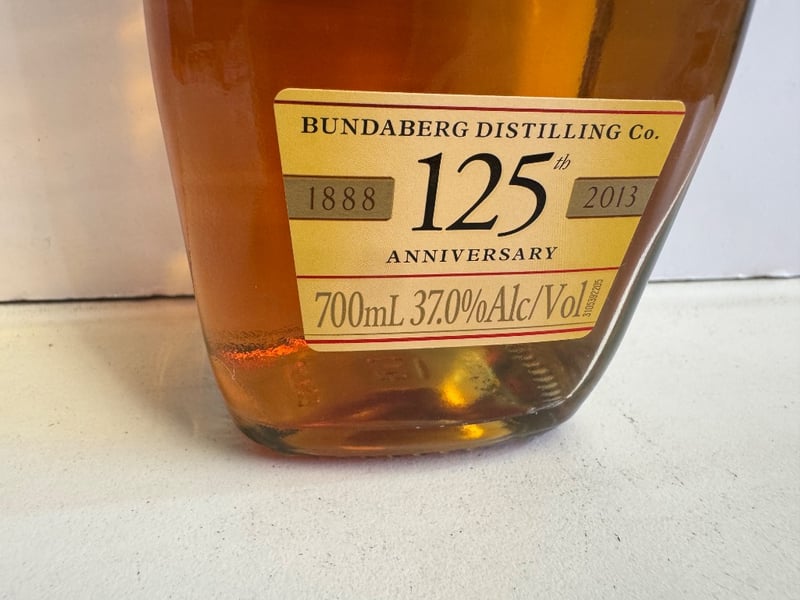 BUNDABERG DISTILLING Co.
125th
1888 2013
ANNIVERSARY
700mL 37.0%Alc/Vol